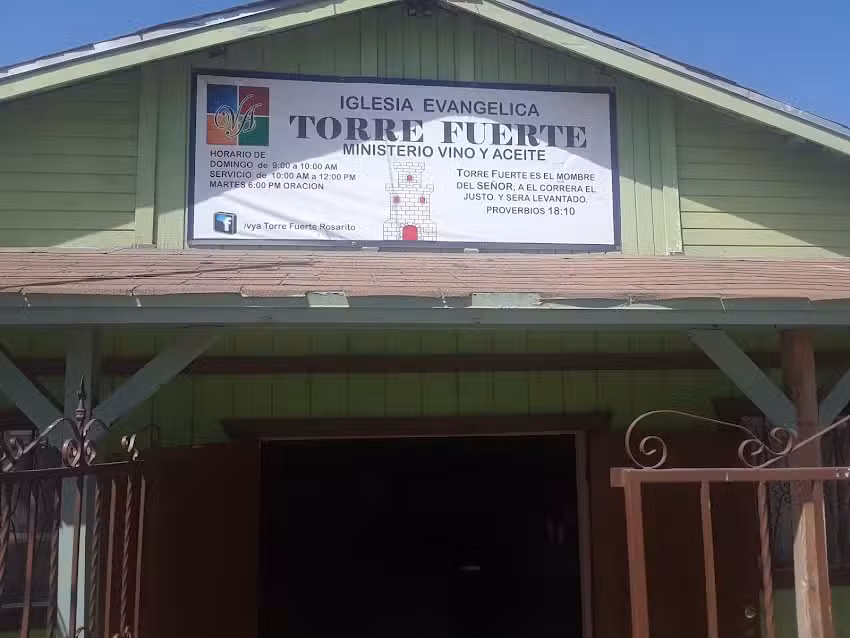 IGLESIA EVANGELICA
TORRE FUERTE
MINISTERIO VINO Y ACEITE
VA
HORARIO DE
DOMINGO de 9:00 a 10:00 AM
SERVICIO de 10:00 AM a 12:00 PM
MARTES 6:00 PM ORACION
TORRE FUERTE ES EL MOMBRE
DEL SEÑOR; A EL CORRERA EL
JUSTO. Y SERA LEVANTADO.
PROVERBIOS 18:10
f /vya Torre Fuerte Rosarito